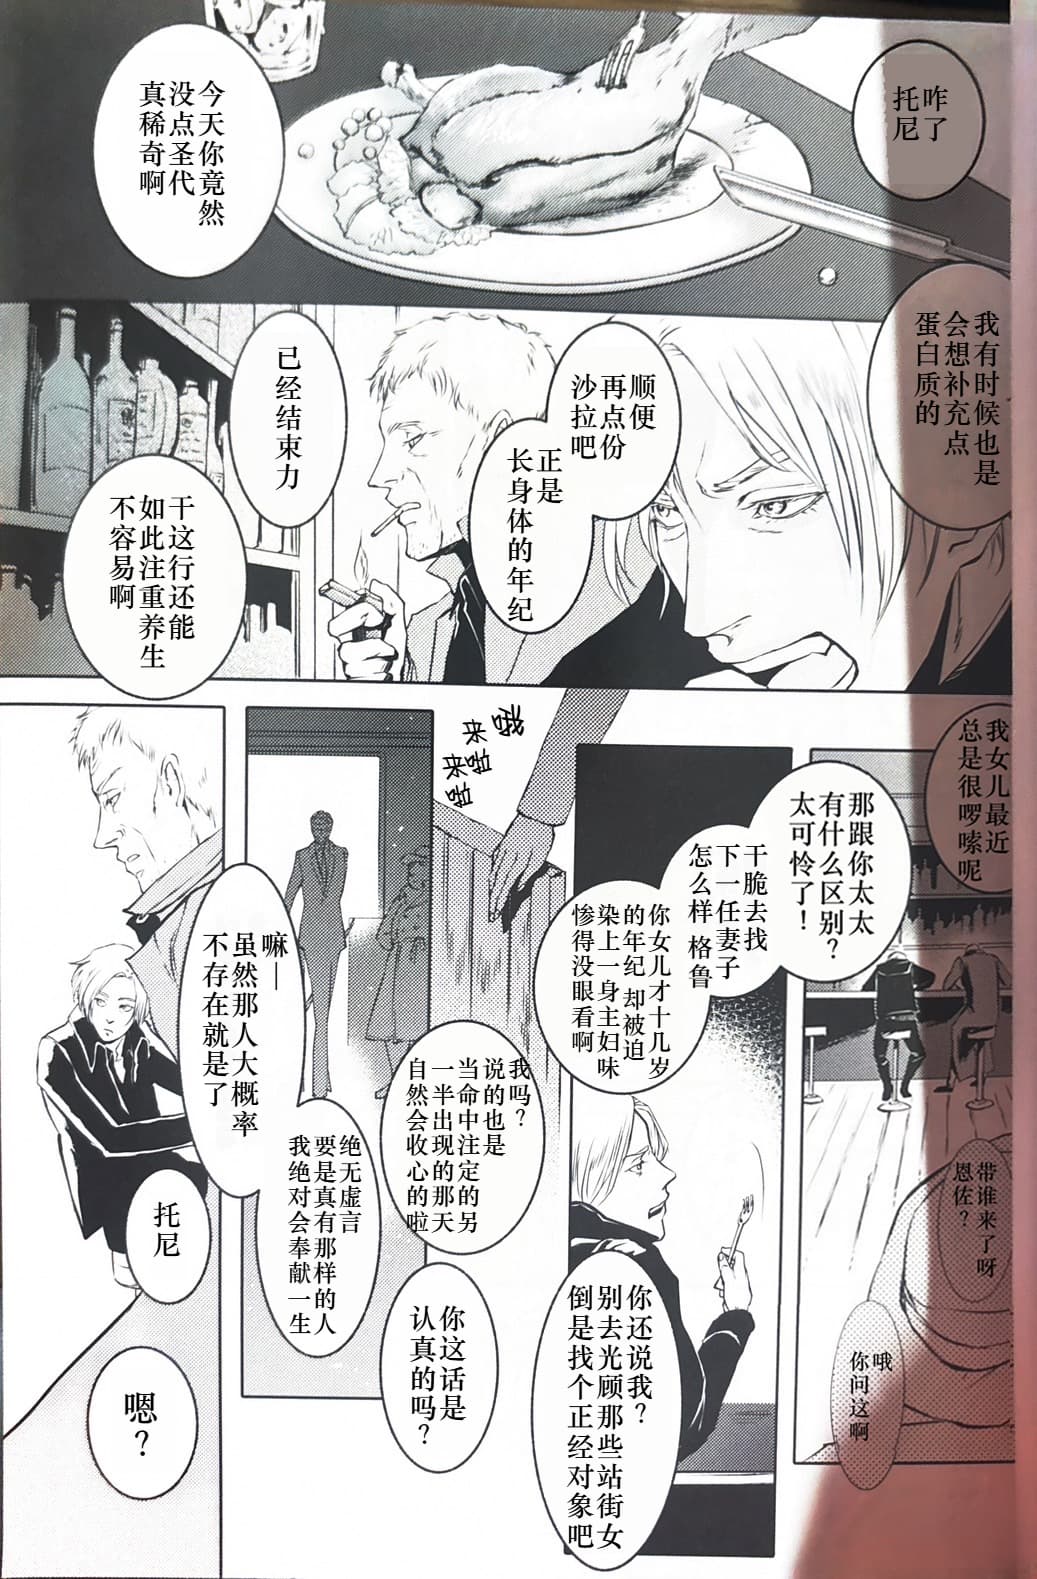 咋了
托尼
今天你竟然
没点圣代
真稀奇啊
我有时候也是
会想补充点
蛋白质的
顺便
再点份
沙拉吧
正是
长身体的年纪
已经结束力
干这行还能
如此注重养生
不容易啊
我女儿最近
总是很啰嗦呢
那跟你太太
有什么区别？
太可怜了！
干脆去找
下一任妻子
怎么样 格鲁
你女儿才十几岁
的年纪 却被迫
染上一身主妇味
惨得没眼看啊
带谁来了呀
恩佐？
哦
你问这啊
你还说我？
别去光顾那些站街女
倒是找个正经对象吧
我吗？
说的也是
当命中注定的另
一半出现的那天
自然会收心的啦
你这话是
认真的吗？
绝无虚言
要是真有那样的人
我绝对会奉献一生
嘛—
虽然那人大概率
不存在就是了
托尼
嗯？